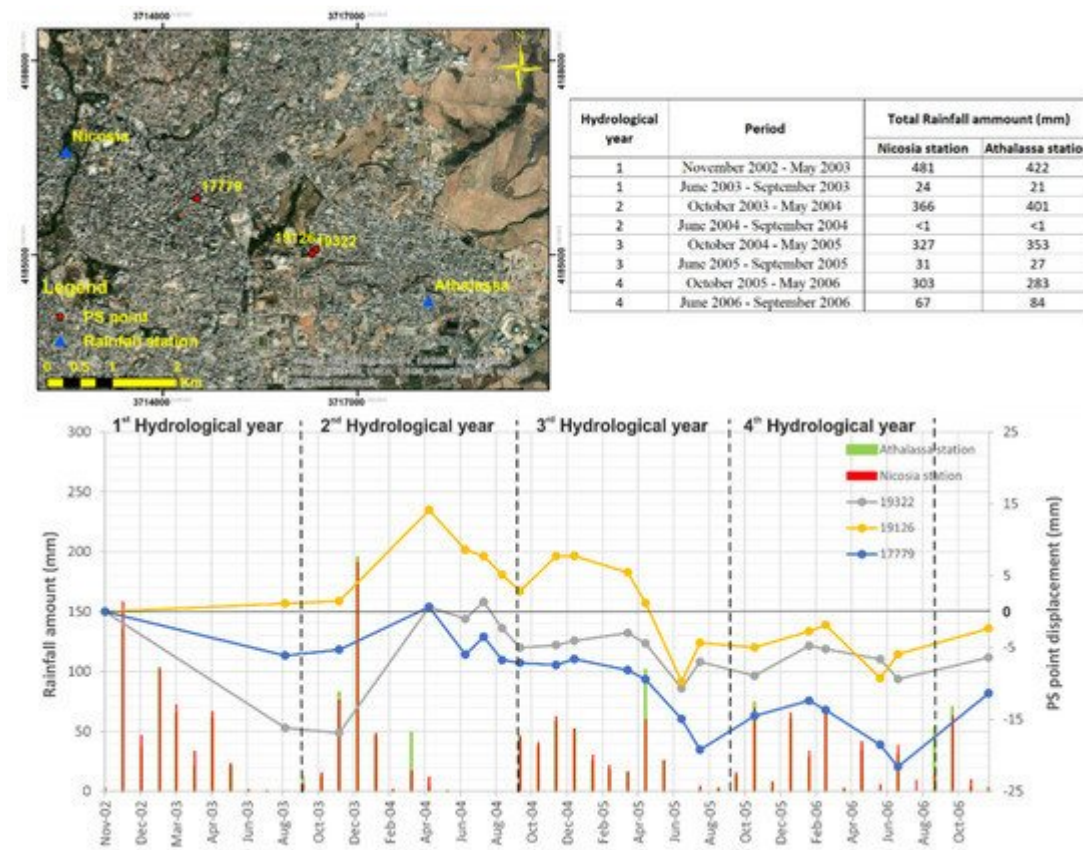 3714000 3717000
4188000 4188000
Nicosia
17779
19126 19322
4185000 4185000
Athalassa
Legend
PS point
Rainfall station
0 0.5 1 2
Km
3714000 3717000
Hydrological year Period Total Rainfall ammount (mm)
Nicosia station Athalassa station
1 November 2002 - May 2003 481 422
1 June 2003 - September 2003 24 21
2 October 2003 - May 2004 366 401
2 June 2004 - September 2004 <1 <1
3 October 2004 - May 2005 327 353
3 June 2005 - September 2005 31 27
4 October 2005 - May 2006 303 283
4 June 2006 - September 2006 67 84
1st Hydrological year 2nd Hydrological year 3rd Hydrological year 4th Hydrological year
Athalassa station
Nicosia station
19322
19126
17779
Rainfall amount (mm)
300
250
200
150
100
50
0
PS point displacement (mm)
25
15
5
0
-5
-15
-25
Nov-02 Dec-02 Mar-03 Apr-03 Jun-03 Aug-03 Oct-03 Dec-03 Feb-04 Apr-04 Jun-04 Aug-04 Oct-04 Dec-04 Feb-05 Apr-05 Jun-05 Aug-05 Oct-05 Dec-05 Feb-06 Apr-06 Jun-06 Aug-06 Oct-06